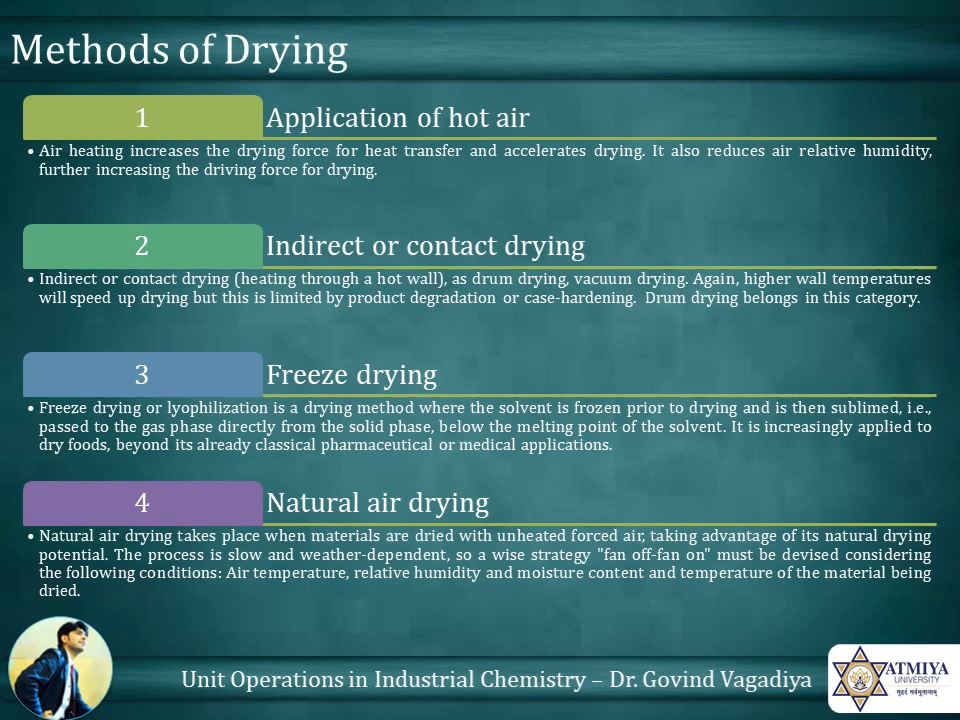 Methods of Drying
1
Application of hot air
• Air heating increases the drying force for heat transfer and accelerates drying. It also reduces air relative humidity,
further increasing the driving force for drying.
2
Indirect or contact drying
• Indirect or contact drying (heating through a hot wall), as drum drying, vacuum drying. Again, higher wall temperatures
will speed up drying but this is limited by product degradation or case-hardening. Drum drying belongs in this category.
3
Freeze drying
• Freeze drying or lyophilization is a drying method where the solvent is frozen prior to drying and is then sublimed, i.e.,
passed to the gas phase directly from the solid phase, below the melting point of the solvent. It is increasingly applied to
dry foods, beyond its already classical pharmaceutical or medical applications.
4
Natural air drying
• Natural air drying takes place when materials are dried with unheated forced air, taking advantage of its natural drying
potential. The process is slow and weather-dependent, so a wise strategy "fan off-fan on" must be devised considering
the following conditions: Air temperature, relative humidity and moisture content and temperature of the material being
dried.
Unit Operations in Industrial Chemistry – Dr. Govind Vagadiya
ATMIYA
UNIVERSITY
सुहृदं सर्वभूतानाम्